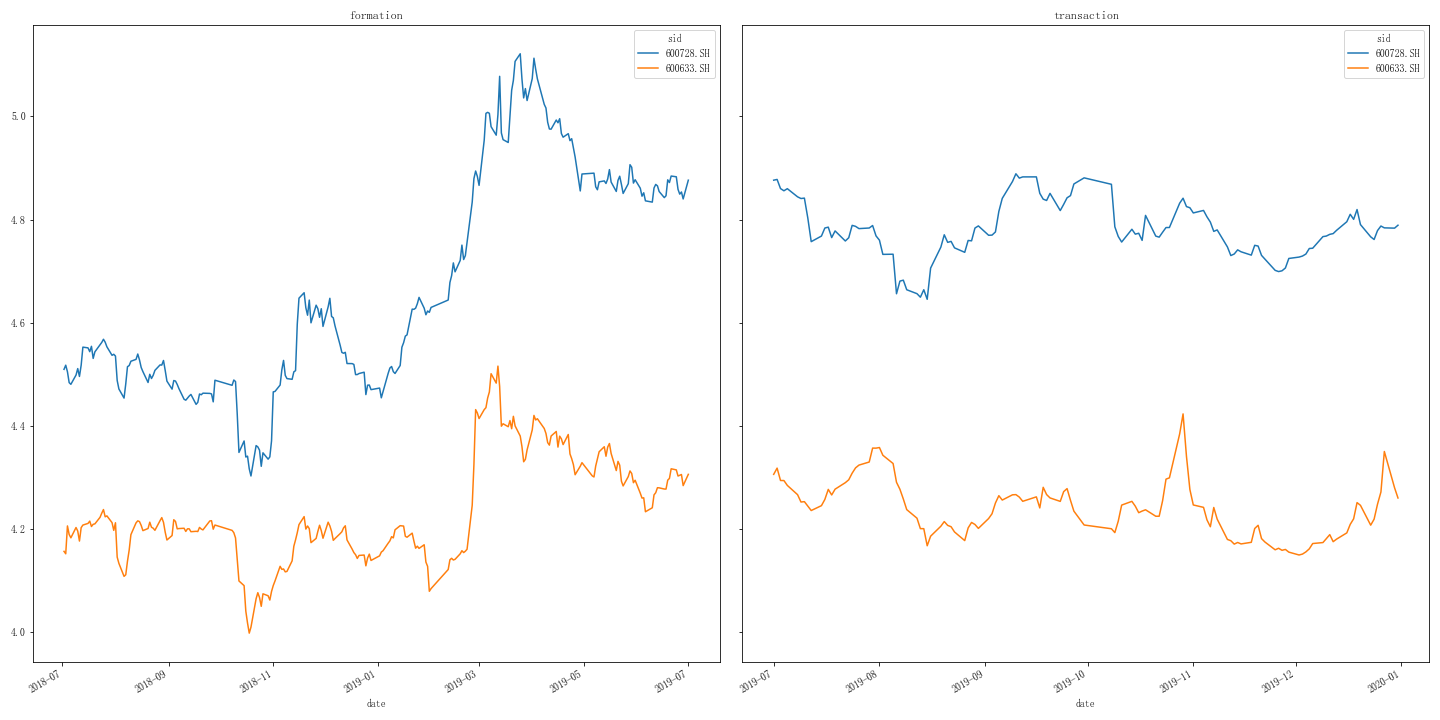 formation
sid
600728.SH
600633.SH
5.0
4.8
4.6
4.4
4.2
4.0
2018-07
2018-09
2018-11
2019-01
2019-03
2019-05
2019-07
date
transaction
sid
600728.SH
600633.SH
2019-07
2019-08
2019-09
2019-10
2019-11
2019-12
2020-01
date